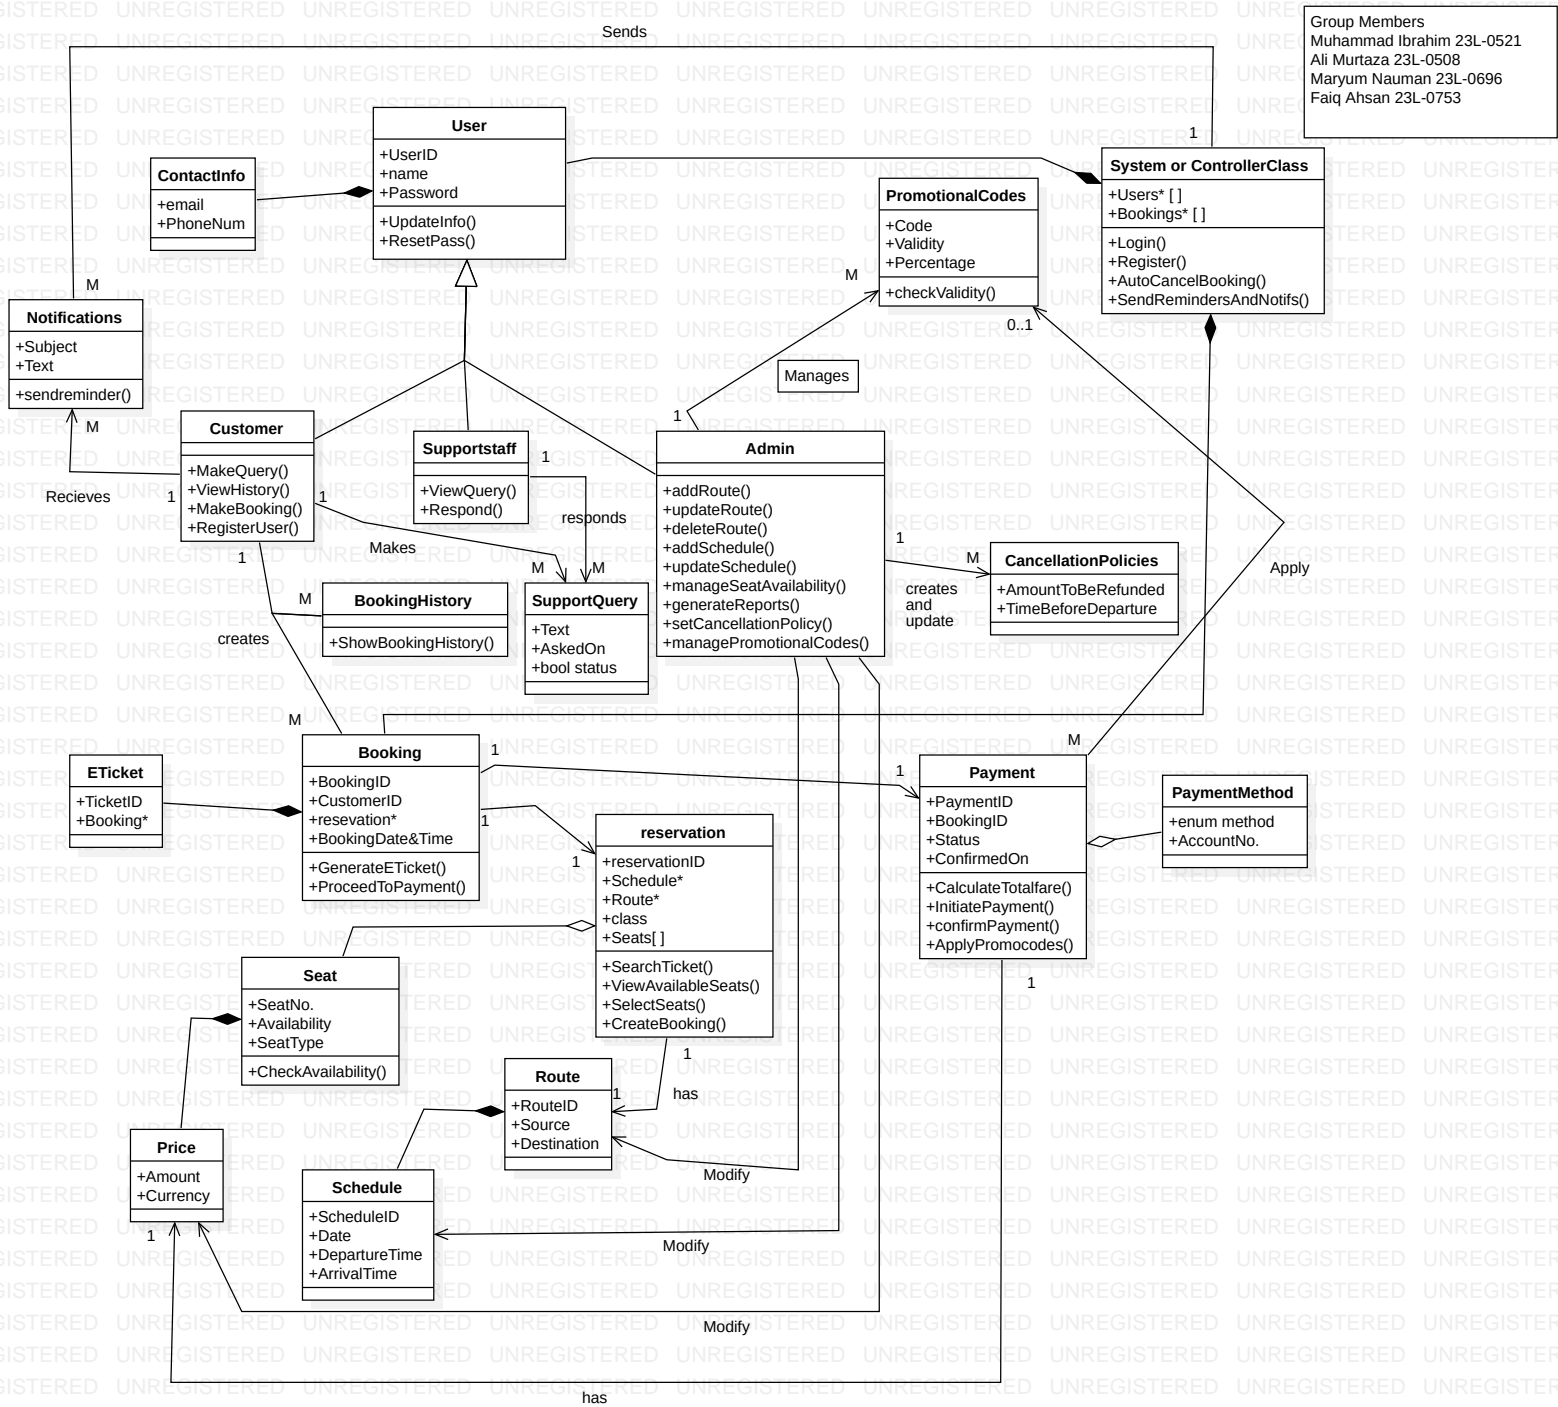 Group Members
Muhammad Ibrahim 23L-0521
Ali Murtaza 23L-0508
Maryum Nauman 23L-0696
Faiq Ahsan 23L-0753
Sends
User
+UserID
+name
+Password
+UpdateInfo()
+ResetPass()
ContactInfo
+email
+PhoneNum
1
System or ControllerClass
+Users* [ ]
+Bookings* [ ]
+Login()
+Register()
+AutoCancelBooking()
+SendRemindersAndNotifs()
PromotionalCodes
+Code
+Validity
+Percentage
+checkValidity()
M
0..1
M
Notifications
+Subject
+Text
+sendreminder()
M
Recieves
1
Manages
1
Customer
+MakeQuery()
+ViewHistory()
+MakeBooking()
+RegisterUser()
1
Makes
1
Supportstaff
+ViewQuery()
+Respond()
1
responds
M
M
Admin
+addRoute()
+updateRoute()
+deleteRoute()
+addSchedule()
+updateSchedule()
+manageSeatAvailability()
+generateReports()
+setCancellationPolicy()
+managePromotionalCodes()
1
M
creates
and
update
CancellationPolicies
+AmountToBeRefunded
+TimeBeforeDeparture
Apply
M
BookingHistory
+ShowBookingHistory()
SupportQuery
+Text
+AskedOn
+bool status
creates
M
M
Booking
+BookingID
+CustomerID
+resevation*
+BookingDate&Time
+GenerateETicket()
+ProceedToPayment()
1
1
1
1
ETicket
+TicketID
+Booking*
Payment
+PaymentID
+BookingID
+Status
+ConfirmedOn
+CalculateTotalfare()
+InitiatePayment()
+confirmPayment()
+ApplyPromocodes()
1
PaymentMethod
+enum method
+AccountNo.
reservation
+reservationID
+Schedule*
+Route*
+class
+Seats[ ]
+SearchTicket()
+ViewAvailableSeats()
+SelectSeats()
+CreateBooking()
1
has
1
Seat
+SeatNo.
+Availability
+SeatType
+CheckAvailability()
Route
+RouteID
+Source
+Destination
Modify
Price
+Amount
+Currency
1
Schedule
+ScheduleID
+Date
+DepartureTime
+ArrivalTime
Modify
Modify
has
UNREGISTERED